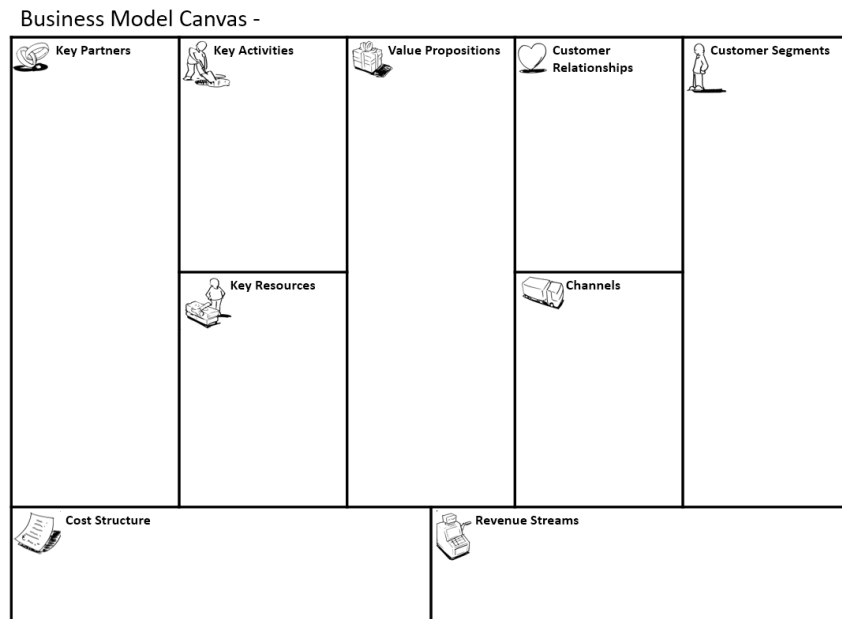 Business Model Canvas -
Key Partners
Key Activities
Value Propositions
Customer
Relationships
Customer Segments
Key Resources
Channels
Cost Structure
Revenue Streams